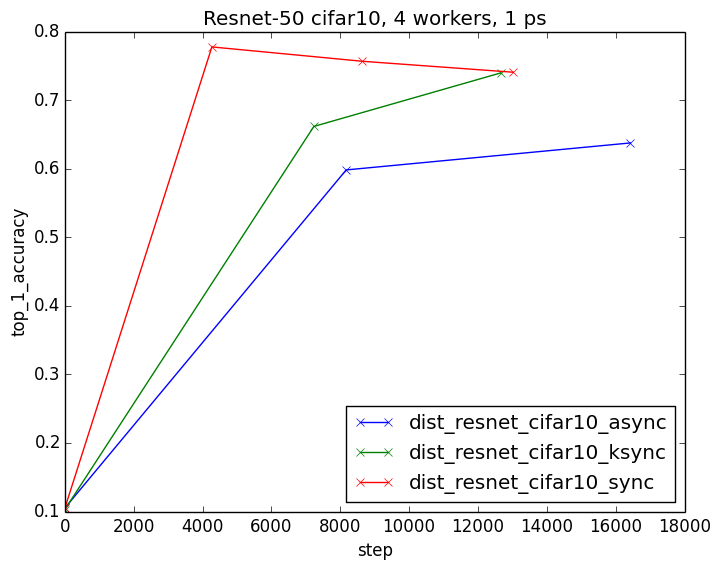 Resnet-50 cifar10, 4 workers, 1 ps
0.8
0.7
0.6
0.5
0.4
0.3
0.2
0.1
top_1_accuracy
dist_resnet_cifar10_async
dist_resnet_cifar10_ksync
dist_resnet_cifar10_sync
0 2000 4000 6000 8000 10000 12000 14000 16000 18000
step